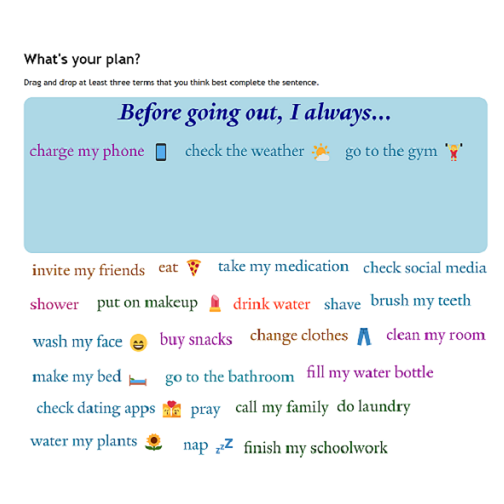 What's your plan?
Drag and drop at least three terms that you think best complete the sentence.
Before going out, I always...
charge my phone check the weather go to the gym
invite my friends eat take my medication check social media
shower put on makeup drink water shave brush my teeth
wash my face buy snacks change clothes clean my room
make my bed go to the bathroom fill my water bottle
check dating apps pray call my family do laundry
water my plants nap zzZ finish my schoolwork